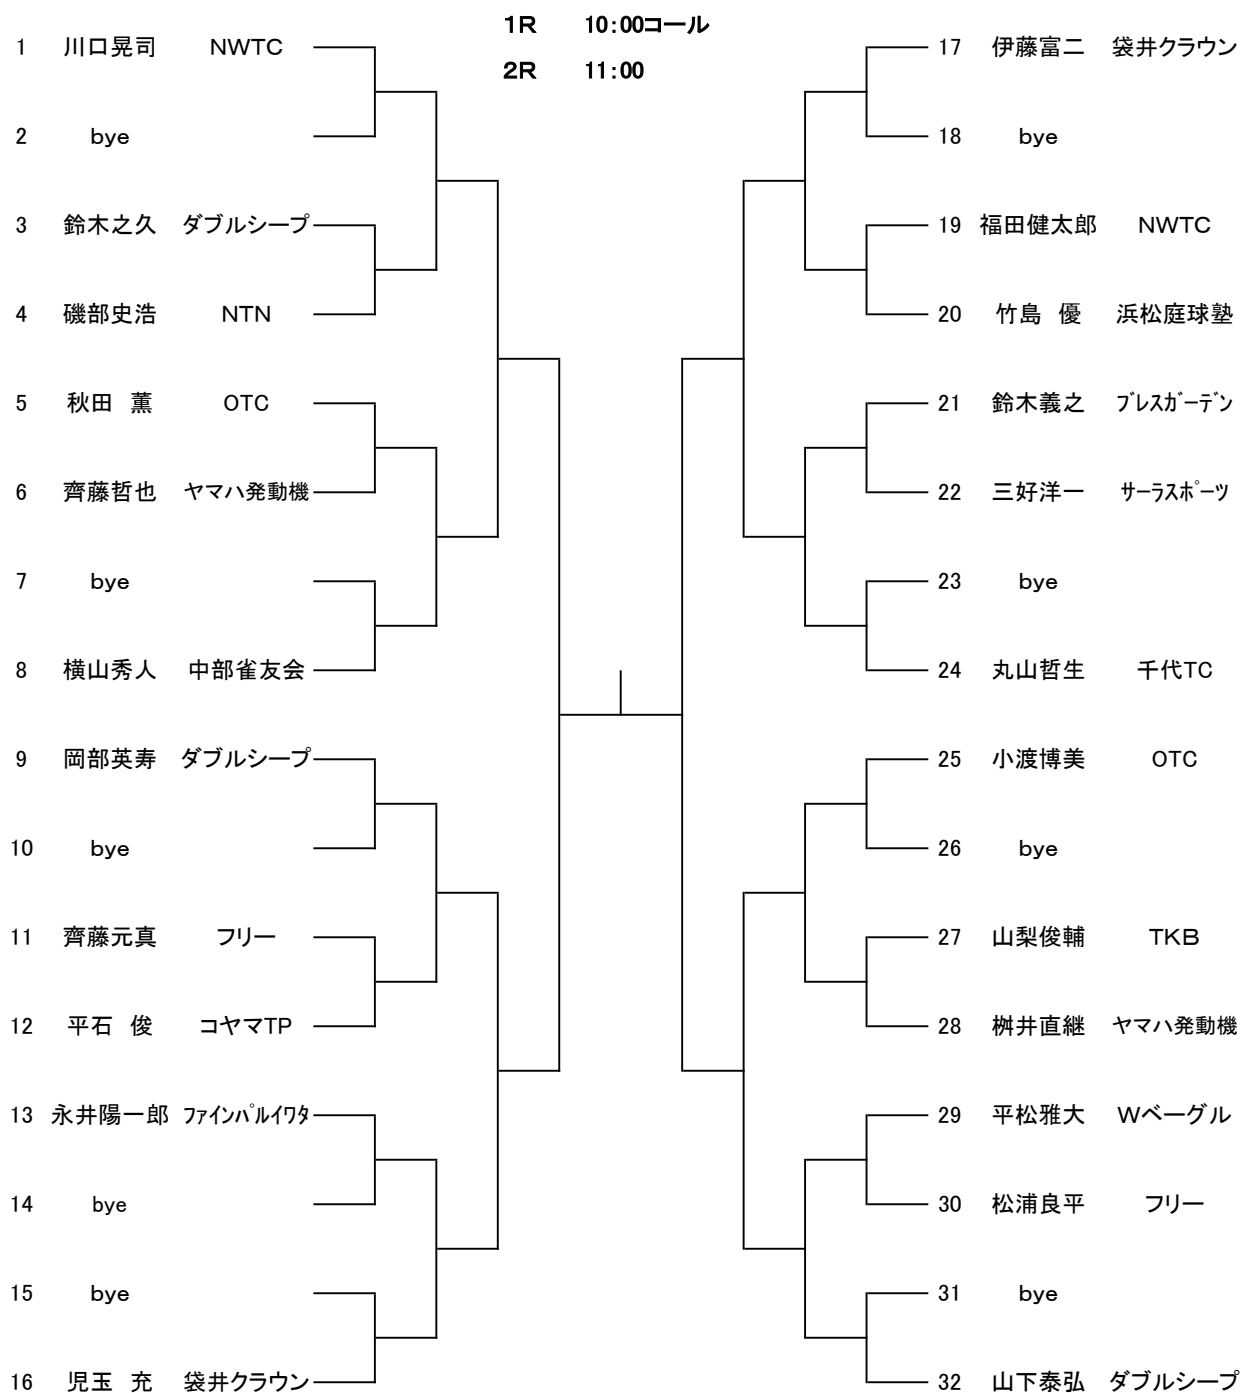 1R 10:00コール
2R 11:00
1 川口晃司 NWTC
2 bye
3 鈴木之久 ダブルシープ
4 磯部史浩 NTN
5 秋田 薫 OTC
6 齊藤哲也 ヤマハ発動機
7 bye
8 横山秀人 中部雀友会
9 岡部英寿 ダブルシープ
10 bye
11 齊藤元真 フリー
12 平石 俊 コヤマTP
13 永井陽一郎 ファインパルイワタ
14 bye
15 bye
16 児玉 充 袋井クラウン
17 伊藤富二 袋井クラウン
18 bye
19 福田健太郎 NWTC
20 竹島 優 浜松庭球塾
21 鈴木義之 ブレスガーデン
22 三好洋一 サーラスポーツ
23 bye
24 丸山哲生 千代TC
25 小渡博美 OTC
26 bye
27 山梨俊輔 TKB
28 桝井直継 ヤマハ発動機
29 平松雅大 Wベーグル
30 松浦良平 フリー
31 bye
32 山下泰弘 ダブルシープ